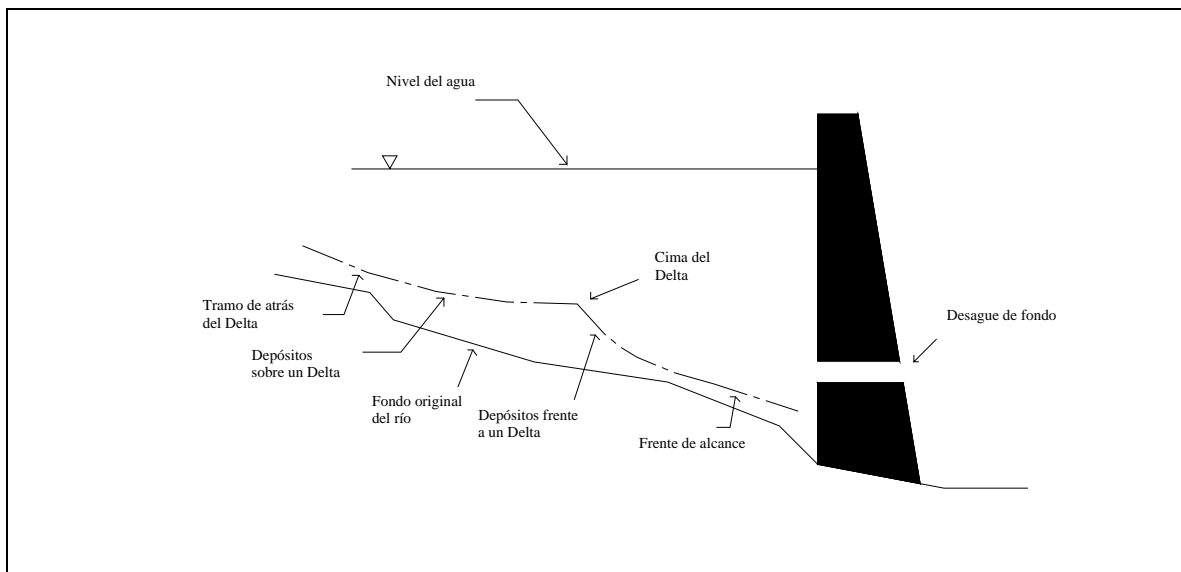 Nivel del agua
Cima del
Delta
Tramo de atrás
del Delta
Desague de fondo
Depósitos
sobre un Delta
Fondo original
del río
Depósitos frente
a un Delta
Frente de alcance